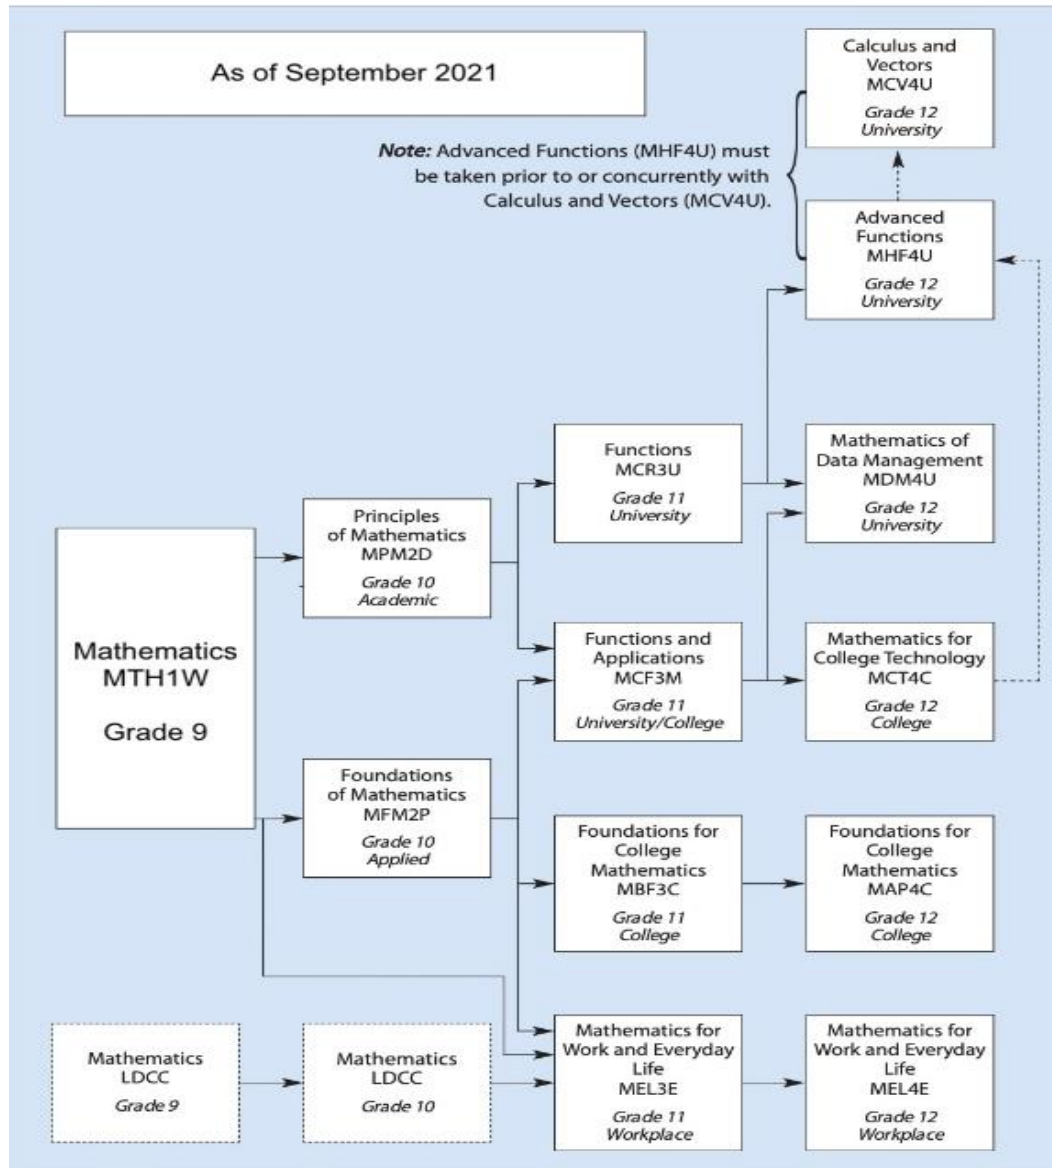 As of September 2021
Calculus and
Vectors
MCV4U
Grade 12
University
Note: Advanced Functions (MHF4U) must
be taken prior to or concurrently with
Calculus and Vectors (MCV4U).
Advanced
Functions
MHF4U
Grade 12
University
Functions
MCR3U
Grade 11
University
Mathematics of
Data Management
MDM4U
Grade 12
University
Principles
of Mathematics
MPM2D
Grade 10
Academic
Mathematics
MTH1W
Grade 9
Functions and
Applications
MCF3M
Grade 11
University/College
Mathematics for
College Technology
MCT4C
Grade 12
College
Foundations
of Mathematics
MFM2P
Grade 10
Applied
Foundations for
College
Mathematics
MBF3C
Grade 11
College
Foundations for
College
Mathematics
MAP4C
Grade 12
College
Mathematics
LDCC
Grade 9
Mathematics
LDCC
Grade 10
Mathematics for
Work and Everyday
Life
MEL3E
Grade 11
Workplace
Mathematics for
Work and Everyday
Life
MEL4E
Grade 12
Workplace